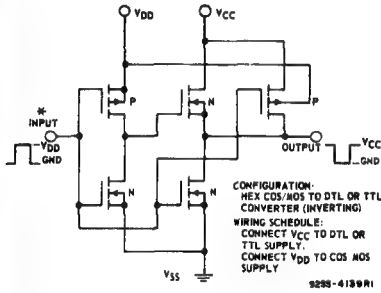 VDD
VCC
P
N
P
*
INPUT
VDD
GND
OUTPUT
VCC
GND
N
N
VSS
CONFIGURATION:
HEX COS/MOS TO DTL OR TTL
CONVERTER (INVERTING)
WIRING SCHEDULE:
CONNECT VCC TO DTL OR
TTL SUPPLY.
CONNECT VDD TO COS MOS
SUPPLY
92SS-4139R1